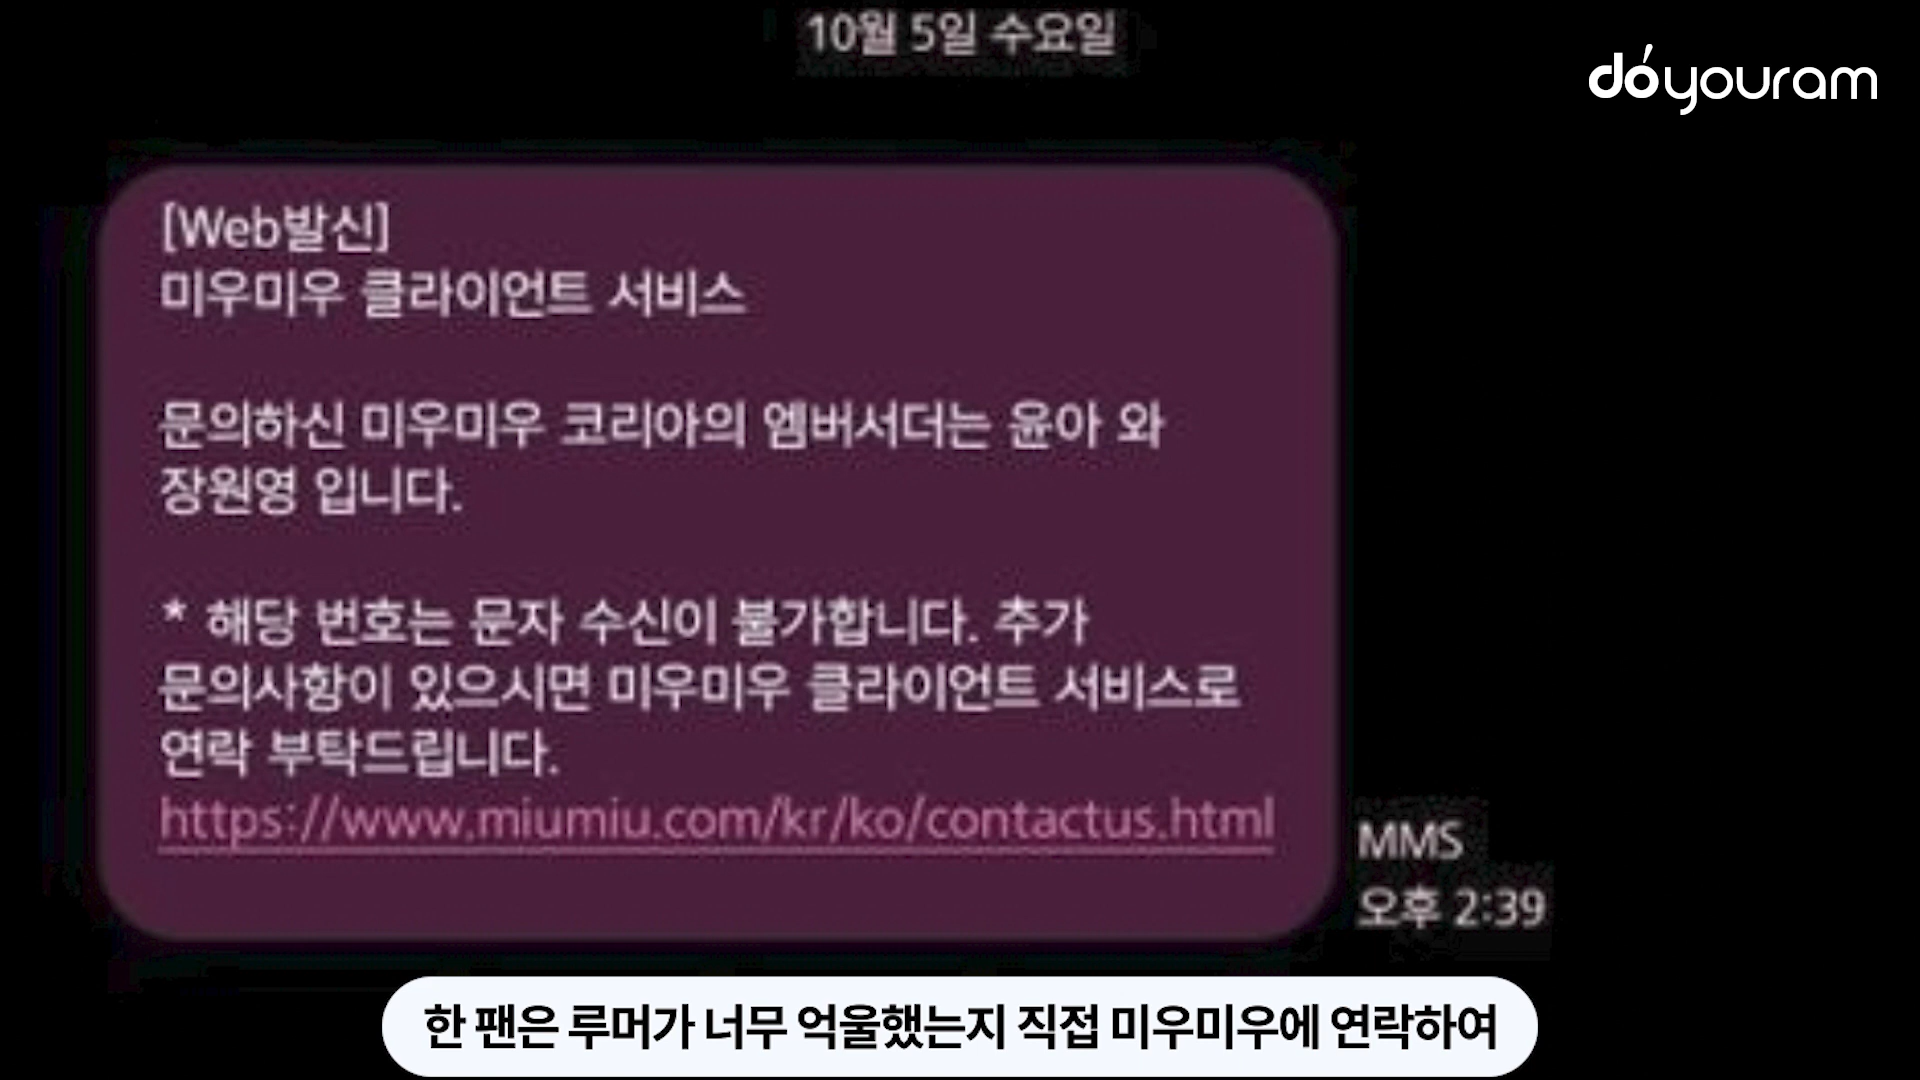 10월 5일 수요일
dóyouram
[Web발신]
미우미우 클라이언트 서비스
문의하신 미우미우 코리아의 엠버서더는 윤아 와
장원영 입니다.
* 해당 번호는 문자 수신이 불가합니다. 추가
문의사항이 있으시면 미우미우 클라이언트 서비스로
연락 부탁드립니다.
https://www.miumiu.com/kr/ko/contactus.html
MMS
오후 2:39
한 팬은 루머가 너무 억울했는지 직접 미우미우에 연락하여